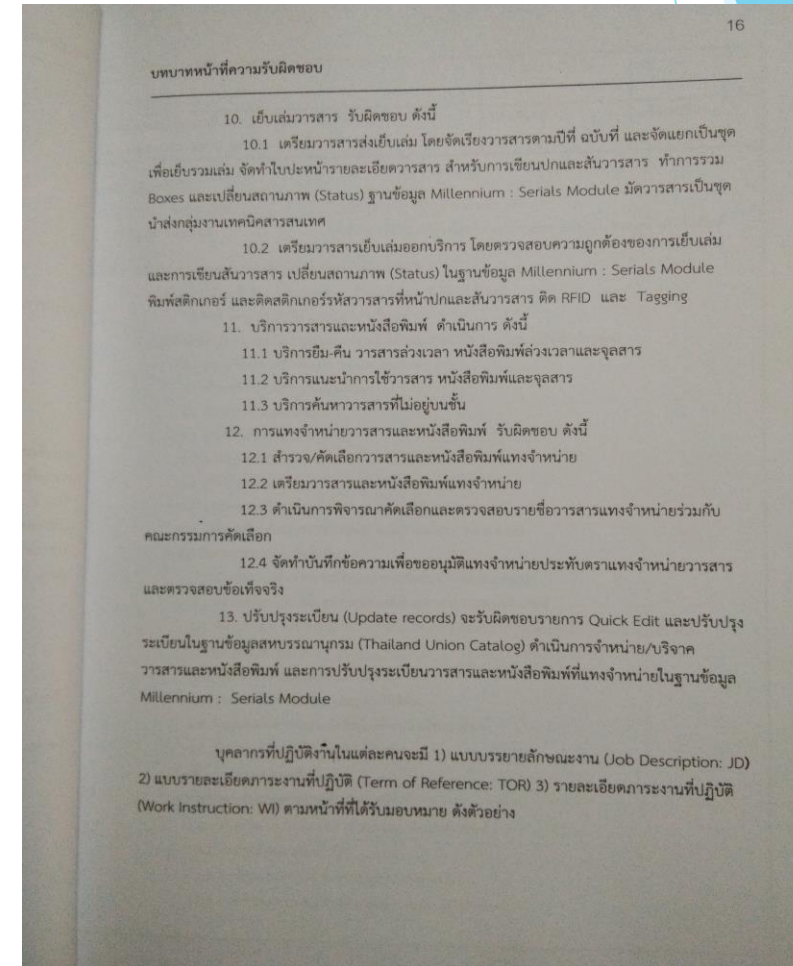 16
บทบาทหน้าที่ความรับผิดชอบ
10. เย็บเล่มวารสาร รับผิดชอบ ดังนี้
10.1 เตรียมวารสารส่งเย็บเล่ม โดยจัดเรียงวารสารตามปีที่ ฉบับที่ และจัดแยกเป็นชุด
เพื่อเย็บรวมเล่ม จัดทำใบปะหน้ารายละเอียดวารสาร สำหรับการเขียนปกและสันวารสาร ทำการรวม
Boxes และเปลี่ยนสถานภาพ (Status) ฐานข้อมูล Millennium : Serials Module มัดวารสารเป็นชุด
นำส่งกลุ่มงานเทคนิคสารสนเทศ
10.2 เตรียมวารสารเย็บเล่มออกบริการ โดยตรวจสอบความถูกต้องของการเย็บเล่ม
และการเขียนสันวารสาร เปลี่ยนสถานภาพ (Status) ในฐานข้อมูล Millennium : Serials Module
พิมพ์สติกเกอร์ และติดสติกเกอร์รหัสวารสารที่หน้าปกและสันวารสาร ติด RFID และ Tagging
11. บริการวารสารและหนังสือพิมพ์ ดำเนินการ ดังนี้
11.1 บริการยืม-คืน วารสารล่วงเวลา หนังสือพิมพ์ล่วงเวลาและจุลสาร
11.2 บริการแนะนำการใช้วารสาร หนังสือพิมพ์และจุลสาร
11.3 บริการค้นหาวารสารที่ไม่อยู่บนชั้น
12. การแทงจำหน่ายวารสารและหนังสือพิมพ์ รับผิดชอบ ดังนี้
12.1 สำรวจ/คัดเลือกวารสารและหนังสือพิมพ์แทงจำหน่าย
12.2 เตรียมวารสารและหนังสือพิมพ์แทงจำหน่าย
12.3 ดำเนินการพิจารณาคัดเลือกและตรวจสอบรายชื่อวารสารแทงจำหน่ายร่วมกับ
คณะกรรมการคัดเลือก
12.4 จัดทำบันทึกข้อความเพื่อขออนุมัติแทงจำหน่ายประทับตราแทงจำหน่ายวารสาร
และตรวจสอบข้อเท็จจริง
13. ปรับปรุงระเบียน (Update records) จะรับผิดชอบรายการ Quick Edit และปรับปรุง
ระเบียนในฐานข้อมูลสหบรรณานุกรม (Thailand Union Catalog) ดำเนินการจำหน่าย/บริจาค
วารสารและหนังสือพิมพ์ และการปรับปรุงระเบียนวารสารและหนังสือพิมพ์ที่แทงจำหน่ายในฐานข้อมูล
Millennium : Serials Module
บุคลากรที่ปฏิบัติงานในแต่ละคนจะมี 1) แบบบรรยายลักษณะงาน (Job Description: JD)
2) แบบรายละเอียดภาระงานที่ปฏิบัติ (Term of Reference: TOR) 3) รายละเอียดภาระงานที่ปฏิบัติ
(Work Instruction: WI) ตามหน้าที่ที่ได้รับมอบหมาย ดังตัวอย่าง